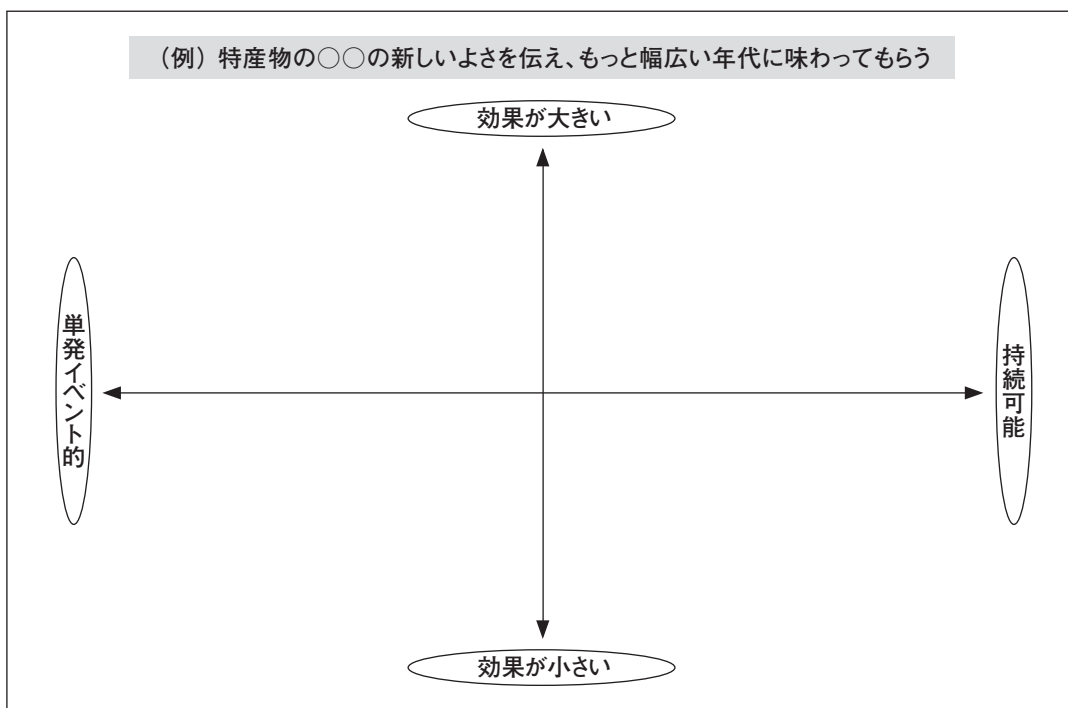 （例） 特産物の○○の新しいよさを伝え、もっと幅広い年代に味わってもらう
効果が大きい
単発イベント的
持続可能
効果が小さい